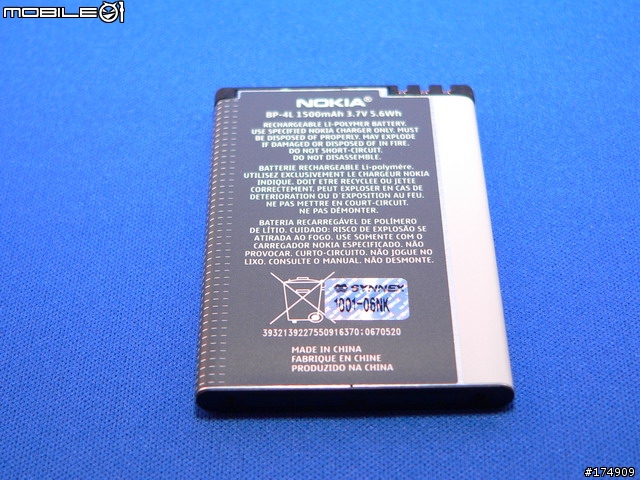 MOBILE01
NOKIA
BP-4L 1500mAh 3.7V 5.6Wh
RECHARGEABLE LI-POLYMER BATTERY.
USE SPECIFIED NOKIA CHARGER ONLY. MUST
BE DISPOSED OF PROPERLY. MAY EXPLODE
IF DAMAGED OR DISPOSED OF IN FIRE.
DO NOT SHORT-CIRCUIT.
DO NOT DISASSEMBLE.
BATTERIE RECHARGEABLE Li-polymère.
UTILISEZ EXCLUSIVEMENT LE CHARGEUR NOKIA
INDIQUE. DOIT ETRE RECYCLEE OU JETEE
CORRECTEMENT. PEUT EXPLOSER EN CAS DE
DETERIORATION OU D'EXPOSITION AU FEU.
NE PAS METTRE EN COURT-CIRCUIT.
NE PAS DÉMONTER.
BATERIA RECARREGÁVEL DE POLÍMERO
DE LÍTIO. CUIDADO: RISCO DE EXPLOSÃO SE
ATIRADA AO FOGO. USE SOMENTE COM O
CARREGADOR NOKIA ESPECIFICADO. NÃO
PROVOCAR. CURTO-CIRCUITO. NÃO JOGUE NO
LIXO. CONSULTE O MANUAL. NÃO DESMONTE.
SYNNEX
1001-06NK
3932139227550916370;0670520
MADE IN CHINA
FABRIQUE EN CHINE
PRODUZIDO NA CHINA
#174909